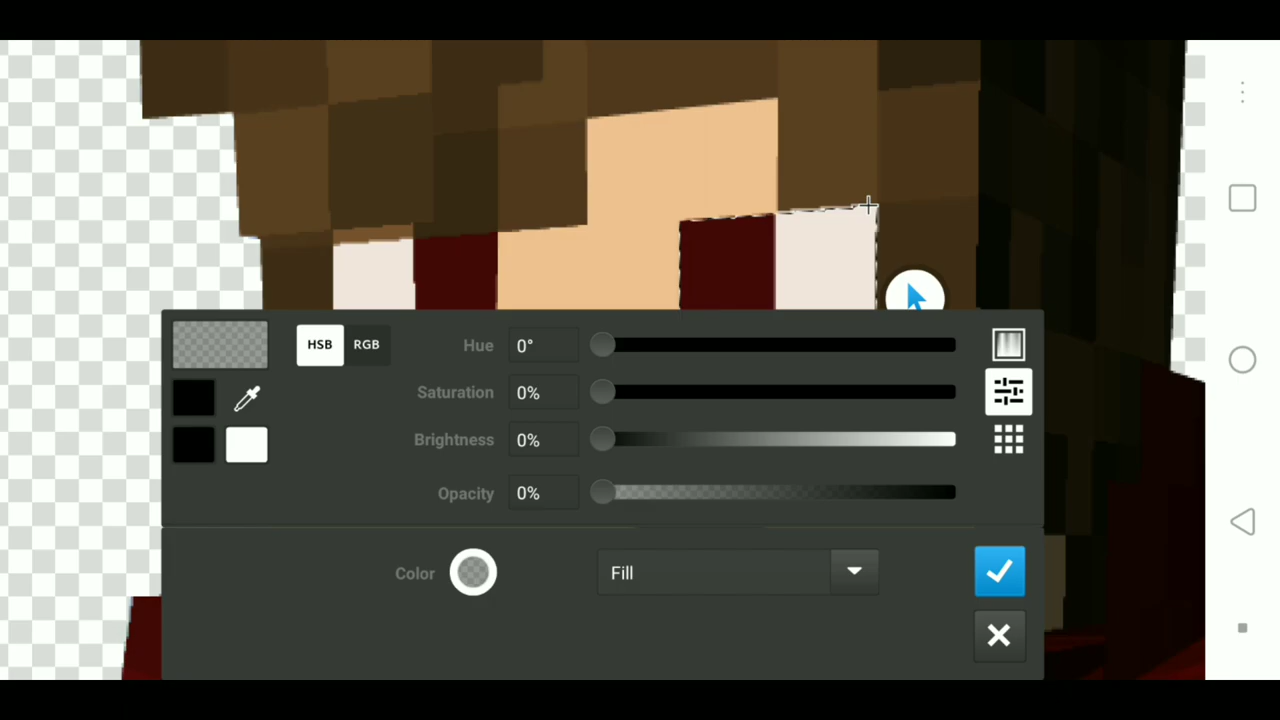 HSB RGB Hue 0°
Saturation 0%
Brightness 0%
Opacity 0%
Color Fill